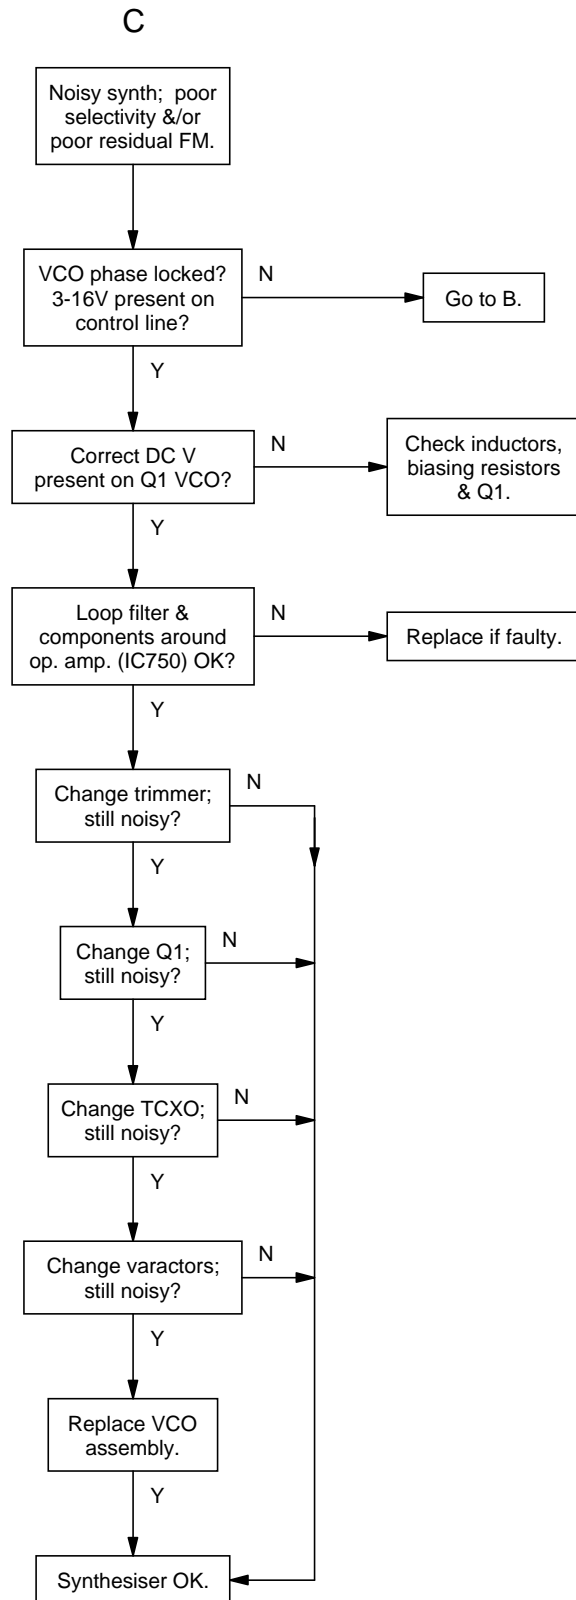 C
Noisy synth; poor
selectivity &/or
poor residual FM.
VCO phase locked?
3-16V present on
control line?
N
Go to B.
Y
Correct DC V
present on Q1 VCO?
N
Check inductors,
biasing resistors
& Q1.
Y
Loop filter &
components around
op. amp. (IC750) OK?
N
Replace if faulty.
Y
Change trimmer;
still noisy?
N
Y
Change Q1;
still noisy?
N
Y
Change TCXO;
still noisy?
N
Y
Change varactors;
still noisy?
N
Y
Replace VCO
assembly.
Y
Synthesiser OK.